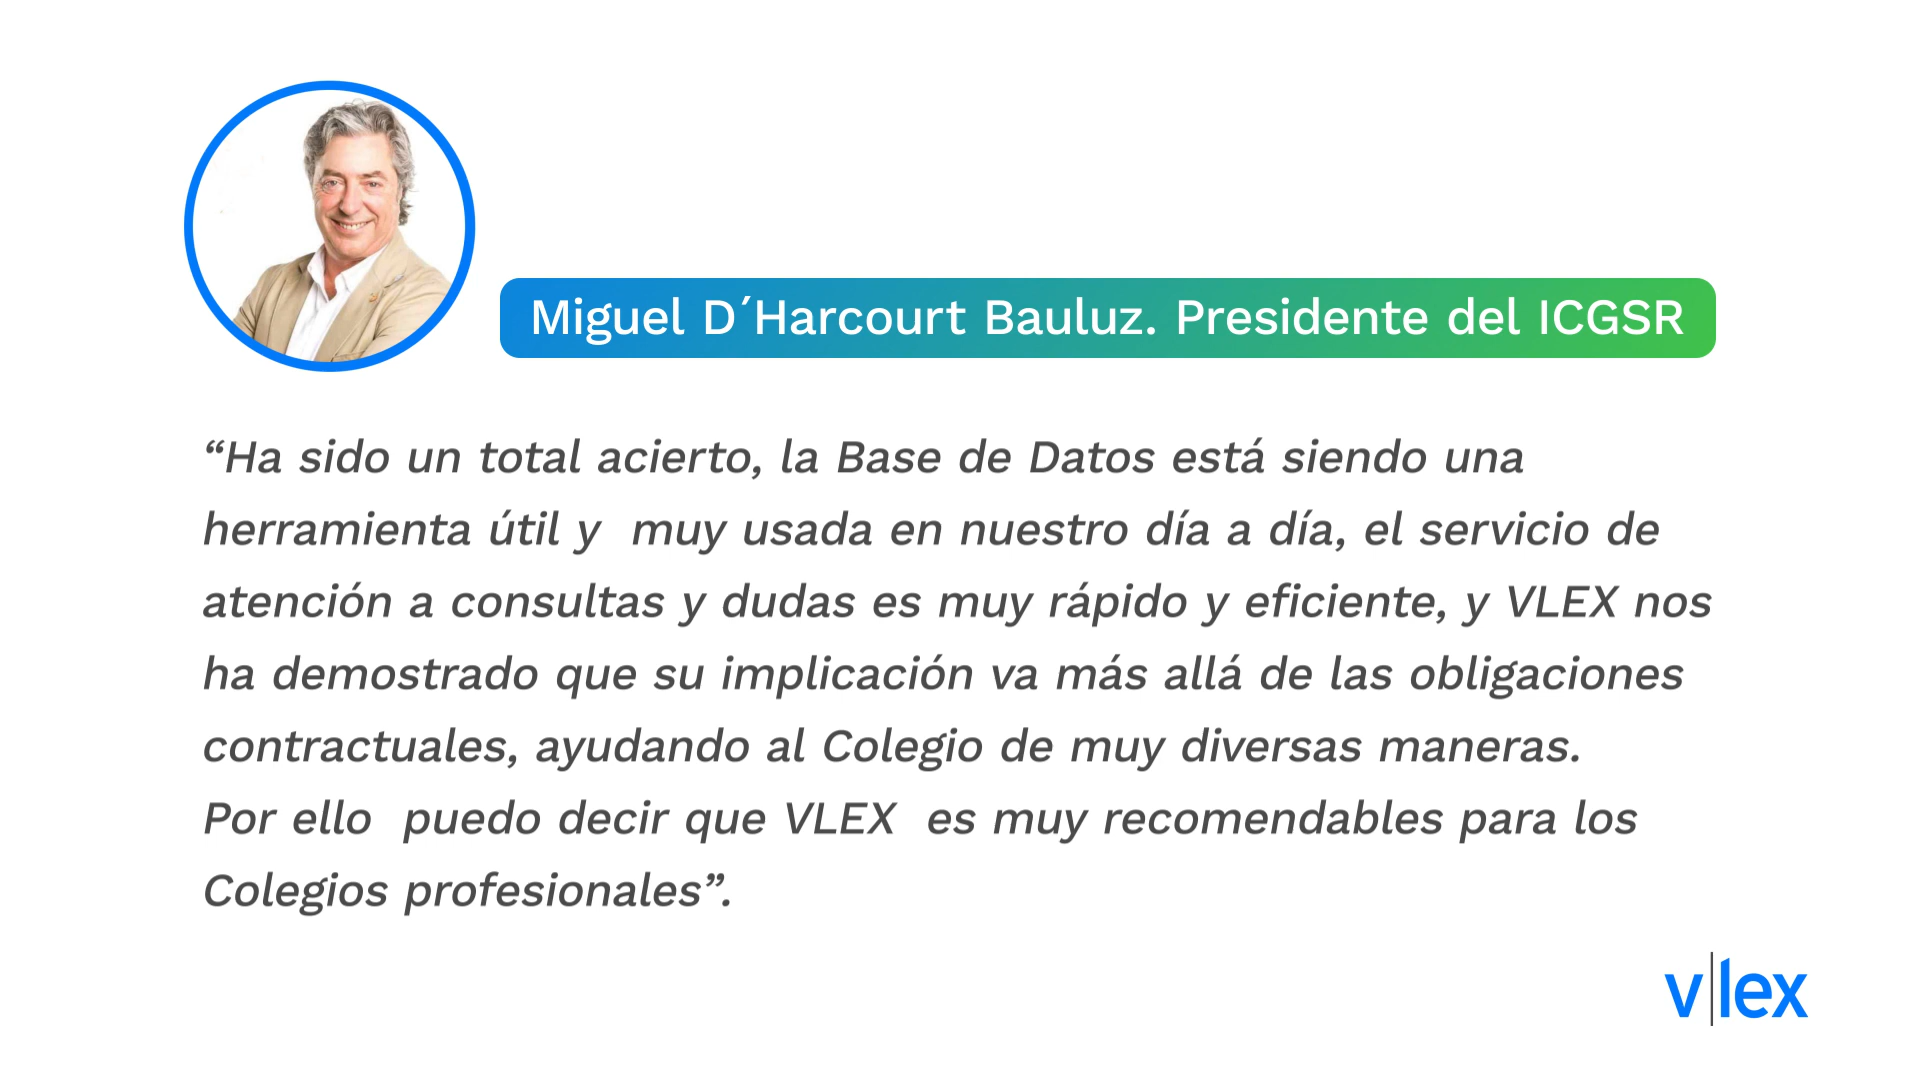 Miguel D´Harcourt Bauluz. Presidente del ICGSR
“Ha sido un total acierto, la Base de Datos está siendo una
herramienta útil y  muy usada en nuestro día a día, el servicio de
atención a consultas y dudas es muy rápido y eficiente, y VLEX nos
ha demostrado que su implicación va más allá de las obligaciones
contractuales, ayudando al Colegio de muy diversas maneras.
Por ello  puedo decir que VLEX  es muy recomendables para los
Colegios profesionales”.
v|lex